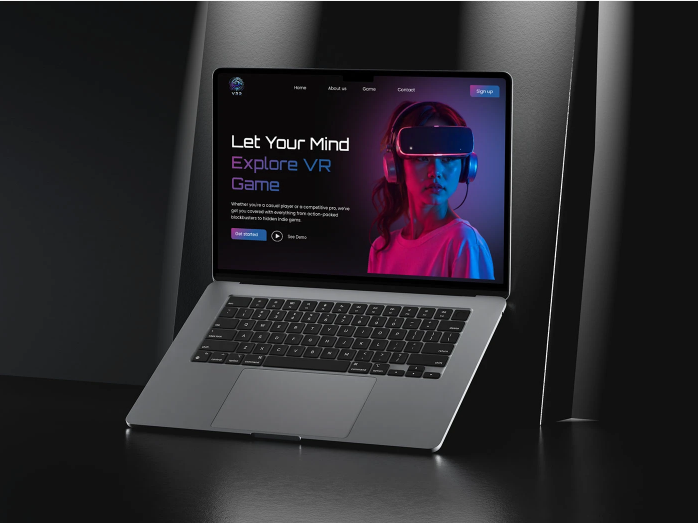 Home About us Game Contact Sign up
VRS
Let Your Mind
Explore VR
Game
Whether you're a casual player or a competitive pro, we've
got you covered with everything from action-packed
blockbusters to hidden indie gems.
Get started See Demo